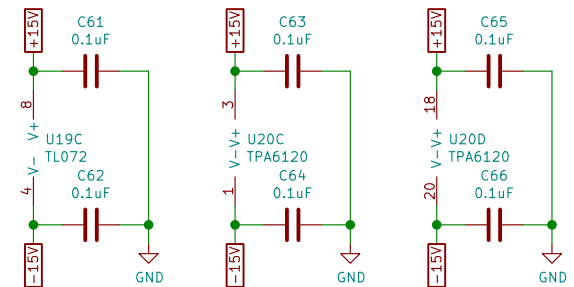 +15V
C61
0.1uF
8
V+
U19C
TL072
V-
4
C62
0.1uF
-15V
GND
+15V
C63
0.1uF
3
V+
U20C
V-
TPA6120
1
C64
0.1uF
-15V
GND
+15V
C65
0.1uF
18
V+
U20D
V-
TPA6120
20
C66
0.1uF
-15V
GND